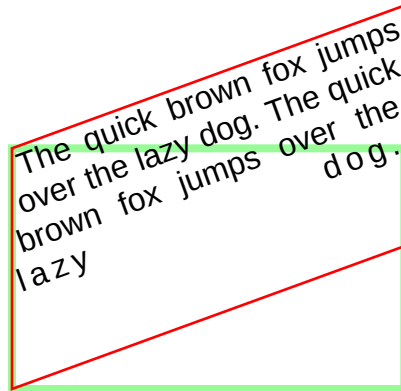 The quick brown fox jumps
over the lazy dog. The quick
brown fox jumps over the
lazy dog.